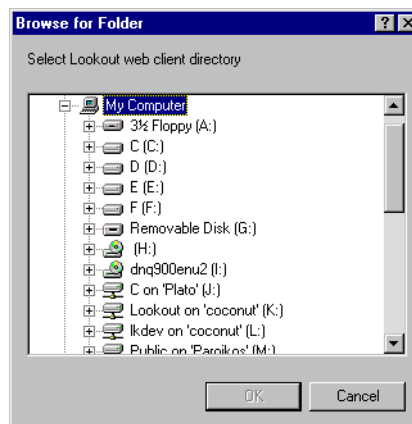 Browse for Folder
Select Lookout web client directory
My Computer
3½ Floppy (A:)
C (C:)
D (D:)
E (E:)
F (F:)
Removable Disk (G:)
(H:)
dnq900enu2 (I:)
C on 'Plato' (J:)
Lookout on 'coconut' (K:)
lkdev on 'coconut' (L:)
Public on 'Paroikos' (M:)
OK
Cancel